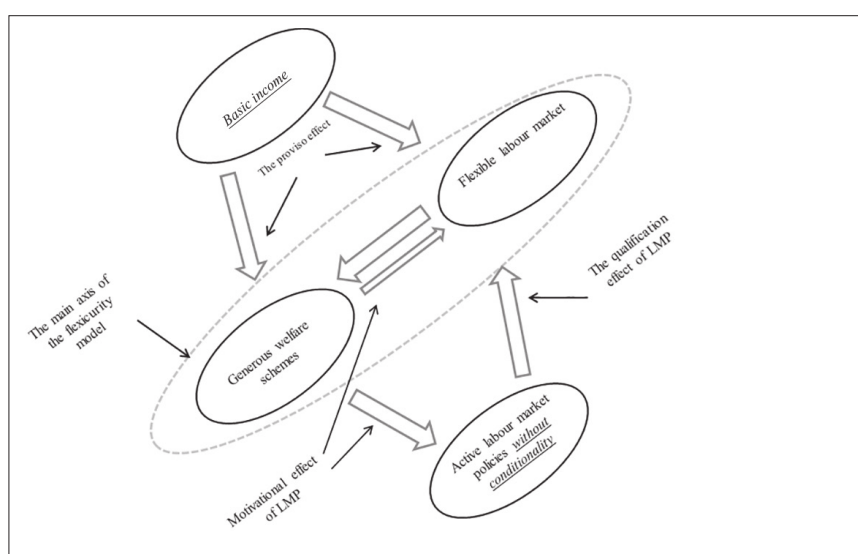 Basic income
The proviso effect
Flexible labour market
The main axis of
the flexicurity
model
Generous welfare
schemes
The qualification
effect of LMP
Motivational effect
of LMP
Active labour market
policies without
conditionality